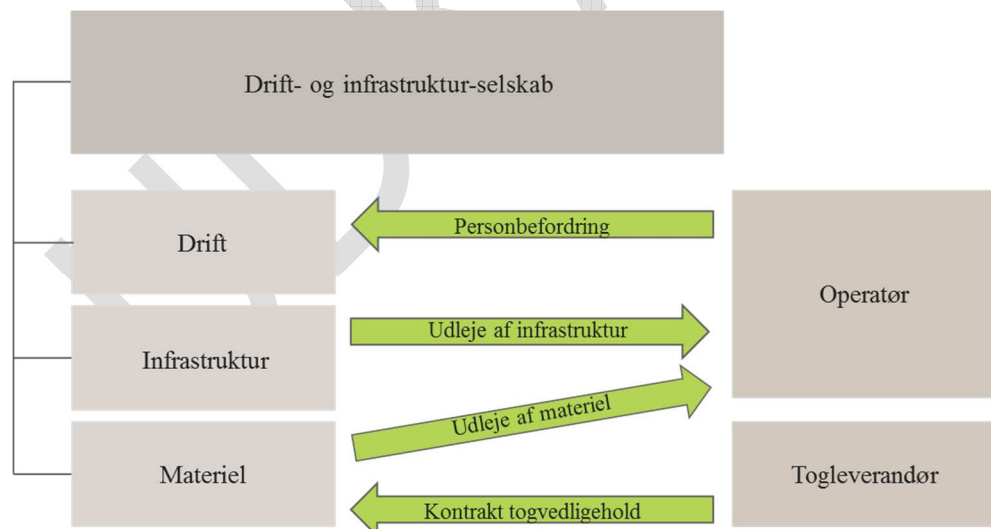 Drift- og infrastruktur-selskab
Drift
Personbefordring
Operatør
Infrastruktur
Udleje af infrastruktur
Udleje af materiel
Materiel
Togleverandør
Kontrakt togvedligehold